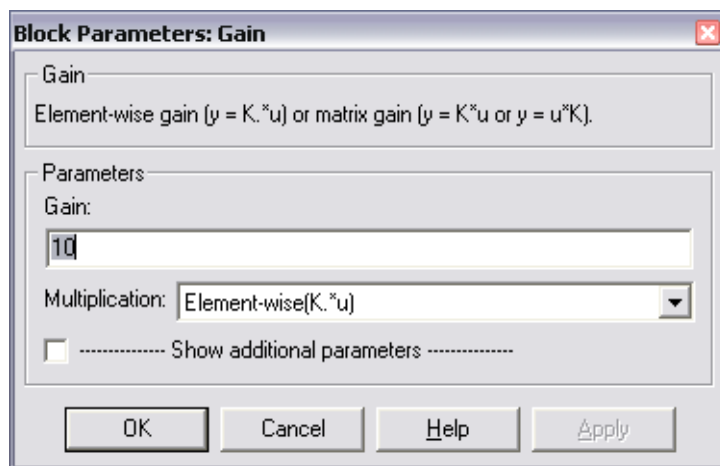 Block Parameters: Gain
Gain
Element-wise gain (y = K.*u) or matrix gain (y = K*u or y = u*K).
Parameters
Gain:
10
Multiplication: Element-wise(K.*u)
-------------- Show additional parameters --------------
OK Cancel Help Apply